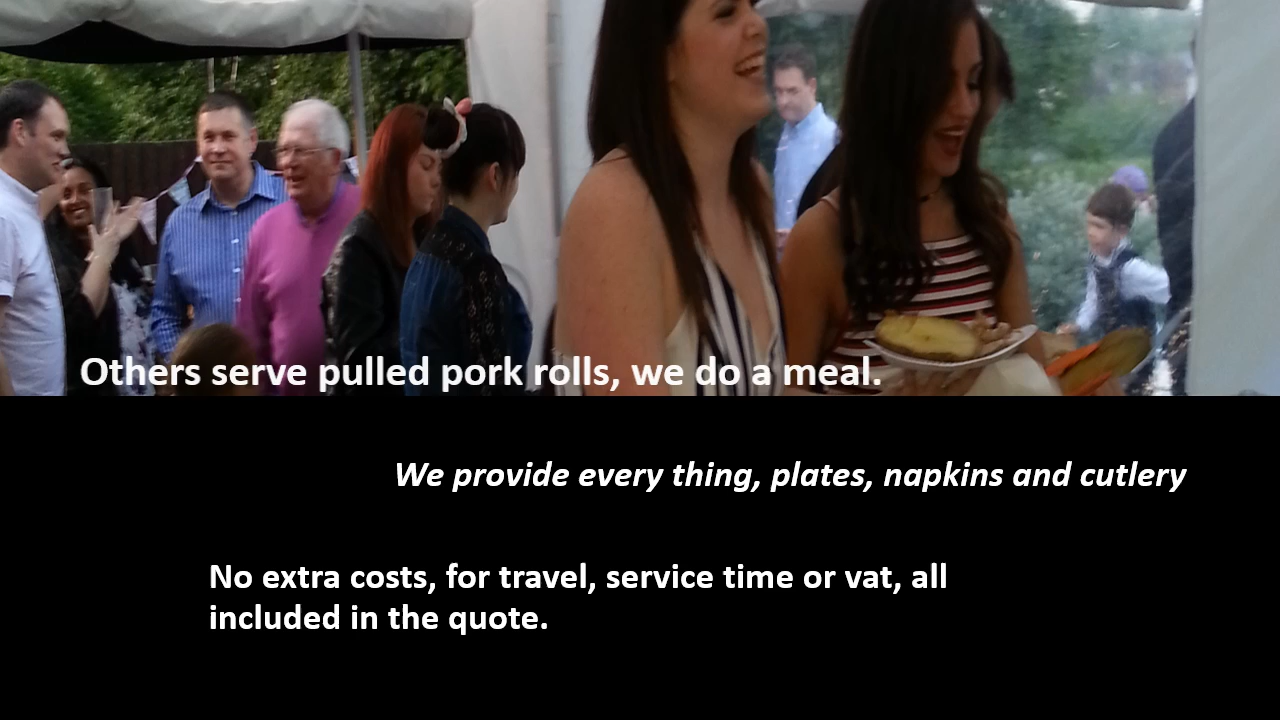 Others serve pulled pork rolls, we do a meal.
We provide every thing, plates, napkins and cutlery
No extra costs, for travel, service time or vat, all
included in the quote.